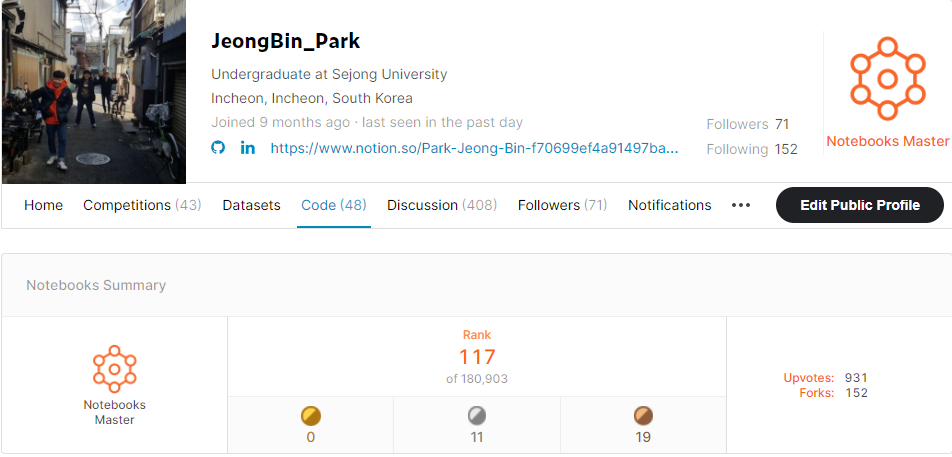 JeongBin_Park
Undergraduate at Sejong University
Incheon, Incheon, South Korea
Joined 9 months ago · last seen in the past day
in https://www.notion.so/Park-Jeong-Bin-f70699ef4a91497ba...
Followers 71
Following 152
Notebooks Master
Home Competitions (43) Datasets Code (48) Discussion (408) Followers (71) Notifications ••• Edit Public Profile
Notebooks Summary
Notebooks
Master
Rank
117
of 180,903
0 11 19
Upvotes: 931
Forks: 152